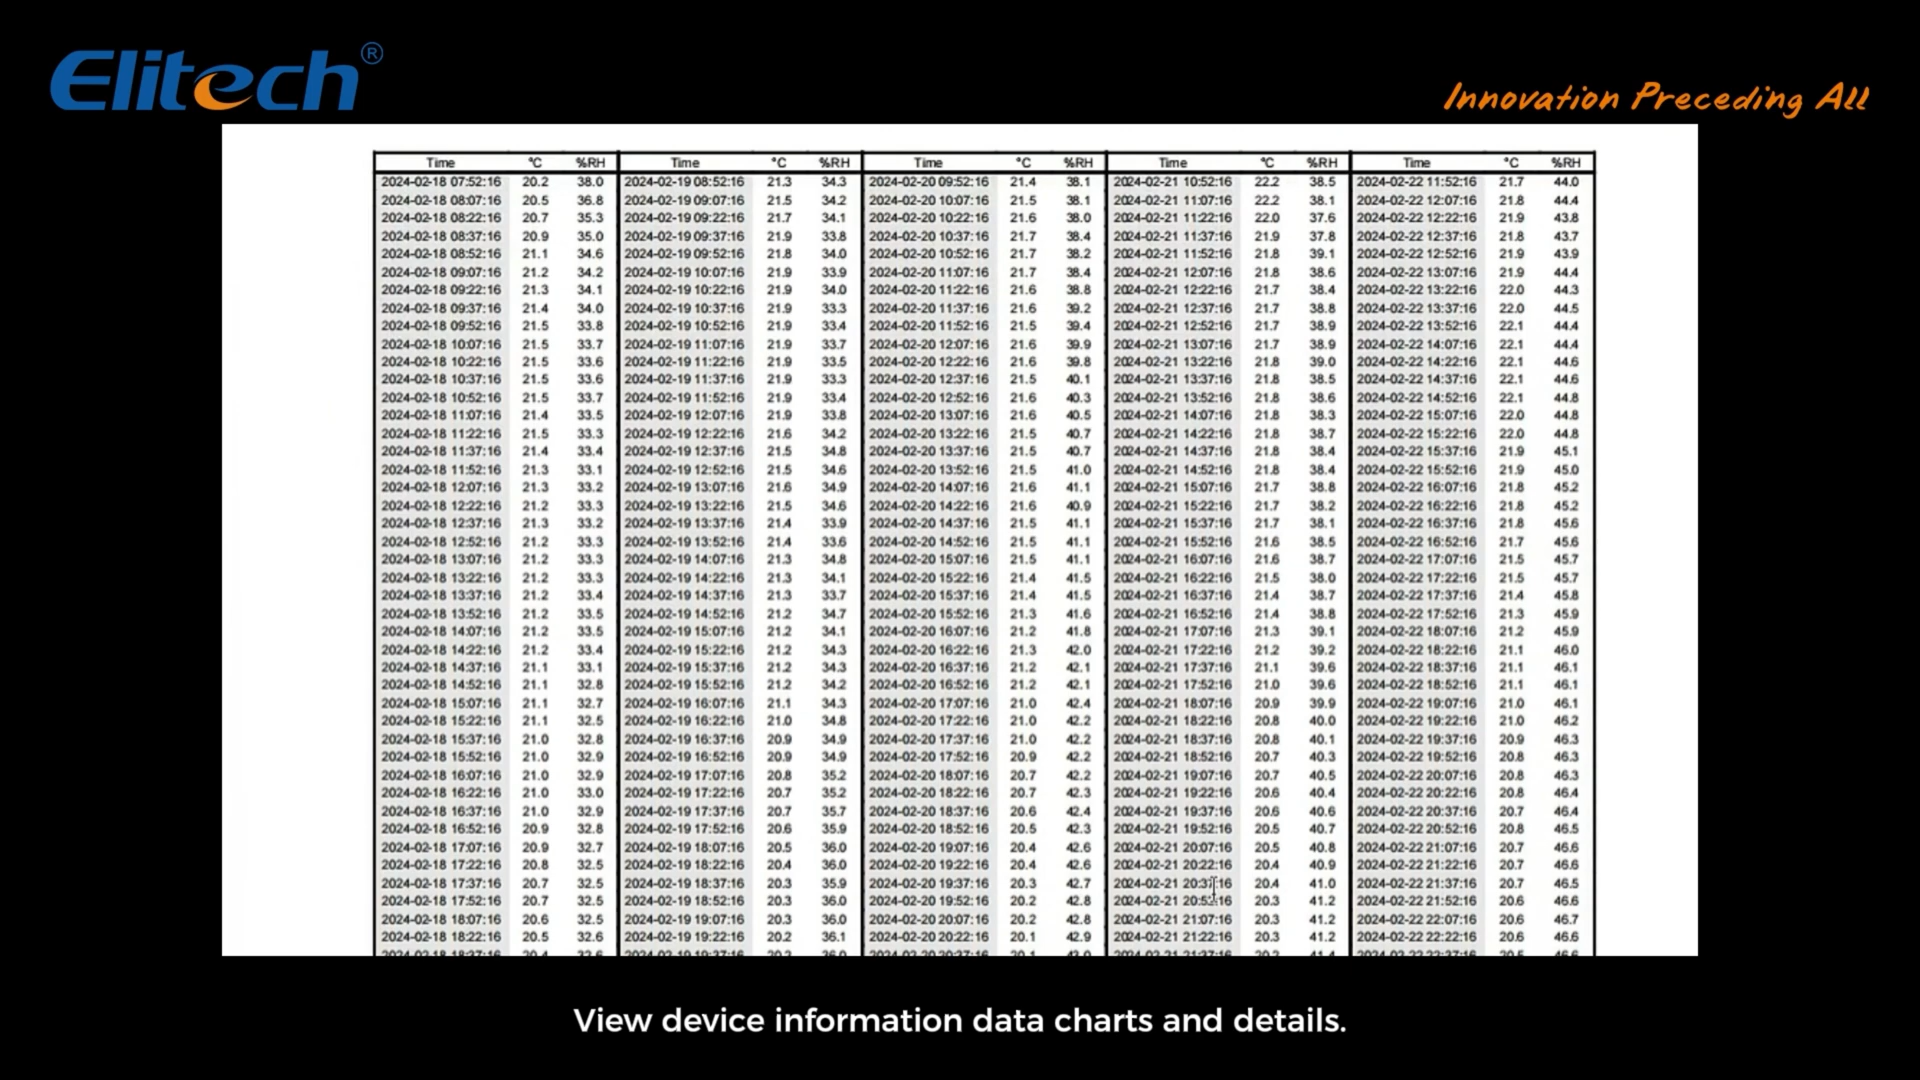 Elitech®
Innovation Preceding All
Time °C %RH Time °C %RH Time °C %RH Time °C %RH Time °C %RH
2024-02-18 07:52:16 20.2 38.0 2024-02-19 08:52:16 21.3 34.3 2024-02-20 09:52:16 21.4 38.1 2024-02-21 10:52:16 22.2 38.5 2024-02-22 11:52:16 21.7 44.0
2024-02-18 08:07:16 20.5 36.8 2024-02-19 09:07:16 21.5 34.2 2024-02-20 10:07:16 21.5 38.1 2024-02-21 11:07:16 22.2 38.1 2024-02-22 12:07:16 21.8 44.4
2024-02-18 08:22:16 20.7 35.3 2024-02-19 09:22:16 21.7 34.1 2024-02-20 10:22:16 21.6 38.0 2024-02-21 11:22:16 22.0 37.6 2024-02-22 12:22:16 21.9 43.8
2024-02-18 08:37:16 20.9 35.0 2024-02-19 09:37:16 21.9 33.8 2024-02-20 10:37:16 21.7 38.4 2024-02-21 11:37:16 21.9 37.8 2024-02-22 12:37:16 21.8 43.7
2024-02-18 08:52:16 21.1 34.6 2024-02-19 09:52:16 21.8 34.0 2024-02-20 10:52:16 21.7 38.2 2024-02-21 11:52:16 21.8 39.1 2024-02-22 12:52:16 21.9 43.9
2024-02-18 09:07:16 21.2 34.2 2024-02-19 10:07:16 21.9 33.9 2024-02-20 11:07:16 21.7 38.4 2024-02-21 12:07:16 21.8 38.6 2024-02-22 13:07:16 21.9 44.4
2024-02-18 09:22:16 21.3 34.1 2024-02-19 10:22:16 21.9 34.0 2024-02-20 11:22:16 21.6 38.8 2024-02-21 12:22:16 21.7 38.4 2024-02-22 13:22:16 22.0 44.3
2024-02-18 09:37:16 21.4 34.0 2024-02-19 10:37:16 21.9 33.3 2024-02-20 11:37:16 21.6 39.2 2024-02-21 12:37:16 21.7 38.8 2024-02-22 13:37:16 22.0 44.5
2024-02-18 09:52:16 21.5 33.8 2024-02-19 10:52:16 21.9 33.4 2024-02-20 11:52:16 21.5 39.4 2024-02-21 12:52:16 21.7 38.9 2024-02-22 13:52:16 22.1 44.4
2024-02-18 10:07:16 21.5 33.7 2024-02-19 11:07:16 21.9 33.7 2024-02-20 12:07:16 21.6 39.9 2024-02-21 13:07:16 21.7 38.9 2024-02-22 14:07:16 22.1 44.4
2024-02-18 10:22:16 21.5 33.6 2024-02-19 11:22:16 21.9 33.5 2024-02-20 12:22:16 21.6 39.8 2024-02-21 13:22:16 21.8 39.0 2024-02-22 14:22:16 22.1 44.6
2024-02-18 10:37:16 21.5 33.6 2024-02-19 11:37:16 21.9 33.3 2024-02-20 12:37:16 21.5 40.1 2024-02-21 13:37:16 21.8 38.5 2024-02-22 14:37:16 22.1 44.6
2024-02-18 10:52:16 21.5 33.7 2024-02-19 11:52:16 21.9 33.4 2024-02-20 12:52:16 21.6 40.3 2024-02-21 13:52:16 21.8 38.6 2024-02-22 14:52:16 22.1 44.8
2024-02-18 11:07:16 21.4 33.5 2024-02-19 12:07:16 21.9 33.8 2024-02-20 13:07:16 21.6 40.5 2024-02-21 14:07:16 21.8 38.3 2024-02-22 15:07:16 22.0 44.8
2024-02-18 11:22:16 21.5 33.3 2024-02-19 12:22:16 21.6 34.2 2024-02-20 13:22:16 21.5 40.7 2024-02-21 14:22:16 21.8 38.7 2024-02-22 15:22:16 22.0 44.8
2024-02-18 11:37:16 21.4 33.4 2024-02-19 12:37:16 21.5 34.8 2024-02-20 13:37:16 21.5 40.7 2024-02-21 14:37:16 21.8 38.4 2024-02-22 15:37:16 21.9 45.1
2024-02-18 11:52:16 21.3 33.1 2024-02-19 12:52:16 21.5 34.6 2024-02-20 13:52:16 21.5 41.0 2024-02-21 14:52:16 21.8 38.4 2024-02-22 15:52:16 21.9 45.0
2024-02-18 12:07:16 21.3 33.2 2024-02-19 13:07:16 21.6 34.9 2024-02-20 14:07:16 21.6 41.1 2024-02-21 15:07:16 21.7 38.8 2024-02-22 16:07:16 21.8 45.2
2024-02-18 12:22:16 21.2 33.3 2024-02-19 13:22:16 21.5 34.6 2024-02-20 14:22:16 21.6 40.9 2024-02-21 15:22:16 21.7 38.2 2024-02-22 16:22:16 21.8 45.2
2024-02-18 12:37:16 21.3 33.2 2024-02-19 13:37:16 21.4 33.9 2024-02-20 14:37:16 21.5 41.1 2024-02-21 15:37:16 21.7 38.1 2024-02-22 16:37:16 21.8 45.6
2024-02-18 12:52:16 21.2 33.3 2024-02-19 13:52:16 21.4 33.6 2024-02-20 14:52:16 21.5 41.1 2024-02-21 15:52:16 21.6 38.5 2024-02-22 16:52:16 21.7 45.6
2024-02-18 13:07:16 21.2 33.3 2024-02-19 14:07:16 21.3 34.8 2024-02-20 15:07:16 21.5 41.1 2024-02-21 16:07:16 21.6 38.7 2024-02-22 17:07:16 21.5 45.7
2024-02-18 13:22:16 21.2 33.3 2024-02-19 14:22:16 21.3 34.1 2024-02-20 15:22:16 21.4 41.5 2024-02-21 16:22:16 21.5 38.0 2024-02-22 17:22:16 21.5 45.7
2024-02-18 13:37:16 21.2 33.4 2024-02-19 14:37:16 21.3 33.7 2024-02-20 15:37:16 21.4 41.5 2024-02-21 16:37:16 21.4 38.7 2024-02-22 17:37:16 21.4 45.8
2024-02-18 13:52:16 21.2 33.5 2024-02-19 14:52:16 21.2 34.7 2024-02-20 15:52:16 21.3 41.6 2024-02-21 16:52:16 21.4 38.8 2024-02-22 17:52:16 21.3 45.9
2024-02-18 14:07:16 21.2 33.5 2024-02-19 15:07:16 21.2 34.1 2024-02-20 16:07:16 21.2 41.8 2024-02-21 17:07:16 21.3 39.1 2024-02-22 18:07:16 21.2 45.9
2024-02-18 14:22:16 21.2 33.4 2024-02-19 15:22:16 21.2 34.3 2024-02-20 16:22:16 21.3 42.0 2024-02-21 17:22:16 21.2 39.2 2024-02-22 18:22:16 21.1 46.0
2024-02-18 14:37:16 21.1 33.1 2024-02-19 15:37:16 21.2 34.3 2024-02-20 16:37:16 21.2 42.1 2024-02-21 17:37:16 21.1 39.6 2024-02-22 18:37:16 21.1 46.1
2024-02-18 14:52:16 21.1 32.8 2024-02-19 15:52:16 21.2 34.2 2024-02-20 16:52:16 21.2 42.1 2024-02-21 17:52:16 21.0 39.6 2024-02-22 18:52:16 21.1 46.1
2024-02-18 15:07:16 21.1 32.7 2024-02-19 16:07:16 21.1 34.3 2024-02-20 17:07:16 21.0 42.4 2024-02-21 18:07:16 20.9 39.9 2024-02-22 19:07:16 21.0 46.1
2024-02-18 15:22:16 21.1 32.5 2024-02-19 16:22:16 21.0 34.8 2024-02-20 17:22:16 21.0 42.2 2024-02-21 18:22:16 20.8 40.0 2024-02-22 19:22:16 21.0 46.2
2024-02-18 15:37:16 21.0 32.8 2024-02-19 16:37:16 20.9 34.9 2024-02-20 17:37:16 21.0 42.2 2024-02-21 18:37:16 20.8 40.1 2024-02-22 19:37:16 20.9 46.3
2024-02-18 15:52:16 21.0 32.9 2024-02-19 16:52:16 20.9 34.9 2024-02-20 17:52:16 20.9 42.2 2024-02-21 18:52:16 20.7 40.3 2024-02-22 19:52:16 20.8 46.3
2024-02-18 16:07:16 21.0 32.9 2024-02-19 17:07:16 20.8 35.2 2024-02-20 18:07:16 20.7 42.2 2024-02-21 19:07:16 20.7 40.5 2024-02-22 20:07:16 20.8 46.3
2024-02-18 16:22:16 21.0 33.0 2024-02-19 17:22:16 20.7 35.2 2024-02-20 18:22:16 20.7 42.3 2024-02-21 19:22:16 20.6 40.4 2024-02-22 20:22:16 20.8 46.4
2024-02-18 16:37:16 21.0 32.9 2024-02-19 17:37:16 20.7 35.7 2024-02-20 18:37:16 20.6 42.4 2024-02-21 19:37:16 20.6 40.6 2024-02-22 20:37:16 20.7 46.4
2024-02-18 16:52:16 20.9 32.8 2024-02-19 17:52:16 20.6 35.9 2024-02-20 18:52:16 20.5 42.3 2024-02-21 19:52:16 20.5 40.7 2024-02-22 20:52:16 20.8 46.5
2024-02-18 17:07:16 20.9 32.7 2024-02-19 18:07:16 20.5 36.0 2024-02-20 19:07:16 20.4 42.6 2024-02-21 20:07:16 20.5 40.8 2024-02-22 21:07:16 20.7 46.6
2024-02-18 17:22:16 20.8 32.5 2024-02-19 18:22:16 20.4 36.0 2024-02-20 19:22:16 20.4 42.6 2024-02-21 20:22:16 20.4 40.9 2024-02-22 21:22:16 20.7 46.6
2024-02-18 17:37:16 20.7 32.5 2024-02-19 18:37:16 20.3 35.9 2024-02-20 19:37:16 20.3 42.7 2024-02-21 20:37:16 20.4 41.0 2024-02-22 21:37:16 20.7 46.5
2024-02-18 17:52:16 20.7 32.5 2024-02-19 18:52:16 20.3 36.0 2024-02-20 19:52:16 20.2 42.8 2024-02-21 20:52:16 20.3 41.2 2024-02-22 21:52:16 20.6 46.6
2024-02-18 18:07:16 20.6 32.5 2024-02-19 19:07:16 20.3 36.0 2024-02-20 20:07:16 20.2 42.8 2024-02-21 21:07:16 20.3 41.2 2024-02-22 22:07:16 20.6 46.7
2024-02-18 18:22:16 20.5 32.6 2024-02-19 19:22:16 20.2 36.1 2024-02-20 20:22:16 20.1 42.9 2024-02-21 21:22:16 20.3 41.2 2024-02-22 22:22:16 20.6 46.6
View device information data charts and details.